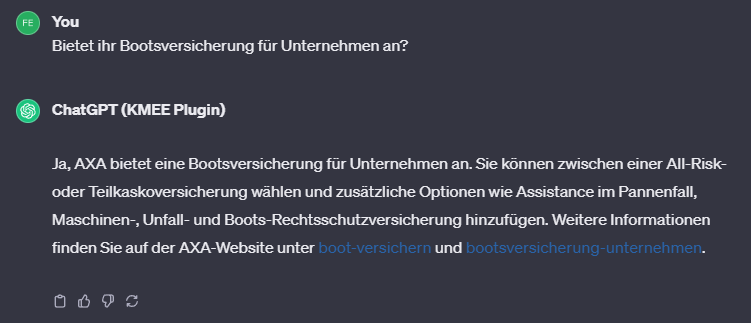 FE
You
Bietet ihr Bootsversicherung für Unternehmen an?
ChatGPT (KMEE Plugin)
Ja, AXA bietet eine Bootsversicherung für Unternehmen an. Sie können zwischen einer All-Risk-
oder Teilkaskoversicherung wählen und zusätzliche Optionen wie Assistance im Pannenfall,
Maschinen-, Unfall- und Boots-Rechtsschutzversicherung hinzufügen. Weitere Informationen
finden Sie auf der AXA-Website unter boot-versichern und bootsversicherung-unternehmen.